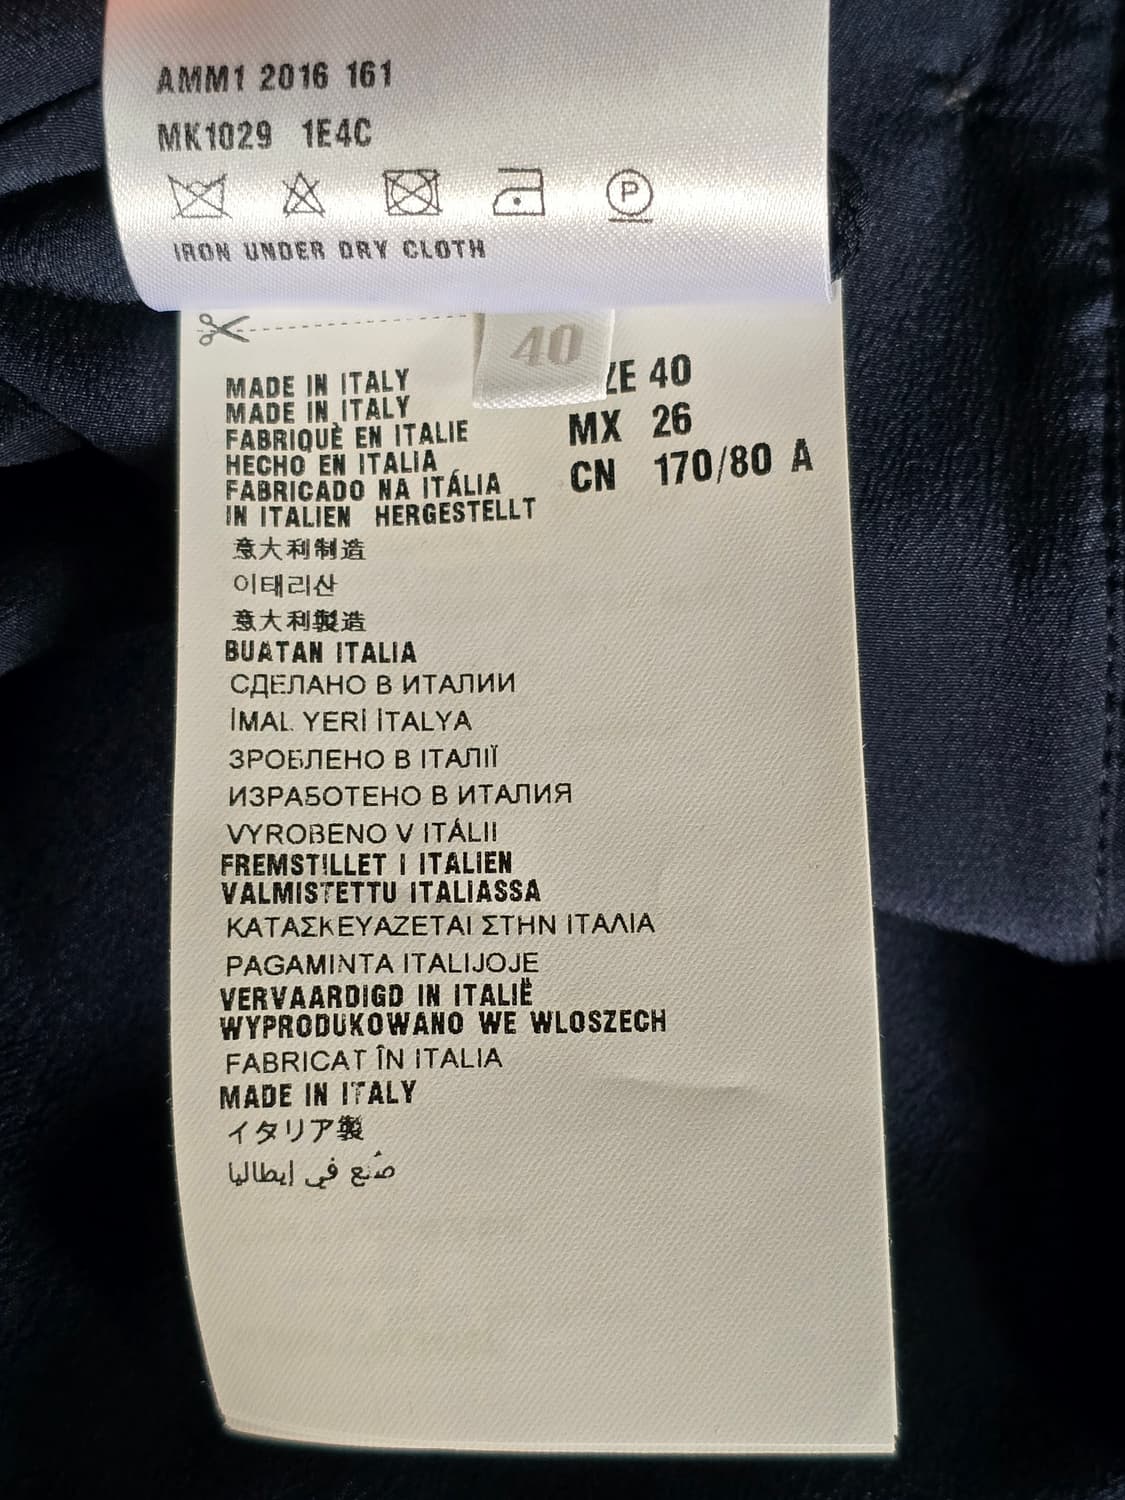 AMM1 2016 161
MK1029 1E4C
P
IRON UNDER DRY CLOTH
40
ZE 40
MX 26
CN 170/80 A
MADE IN ITALY
MADE IN ITALY
FABRIQUÈ EN ITALIE
HECHO EN ITALIA
FABRICADO NA ITÁLIA
IN ITALIEN HERGESTELLT
意大利制造
이태리산
意大利製造
BUATAN ITALIA
СДЕЛАНО В ИТАЛИИ
İMAL YERİ İTALYA
ЗРОБЛЕНО В ІТАЛІЇ
ИЗРАБОТЕНО В ИТАЛИЯ
VYROBENO V ITÁLII
FREMSTILLET I ITALIEN
VALMISTETTU ITALIASSA
ΚΑΤΑΣΚΕΥΑΖΕΤΑΙ ΣΤΗΝ ΙΤΑΛΙΑ
PAGAMINTA ITALIJOJE
VERVAARDIGD IN ITALIË
WYPRODUKOWANO WE WLOSZECH
FABRICAT ÎN ITALIA
MADE IN ITALY
イタリア製
صُنع في إيطاليا